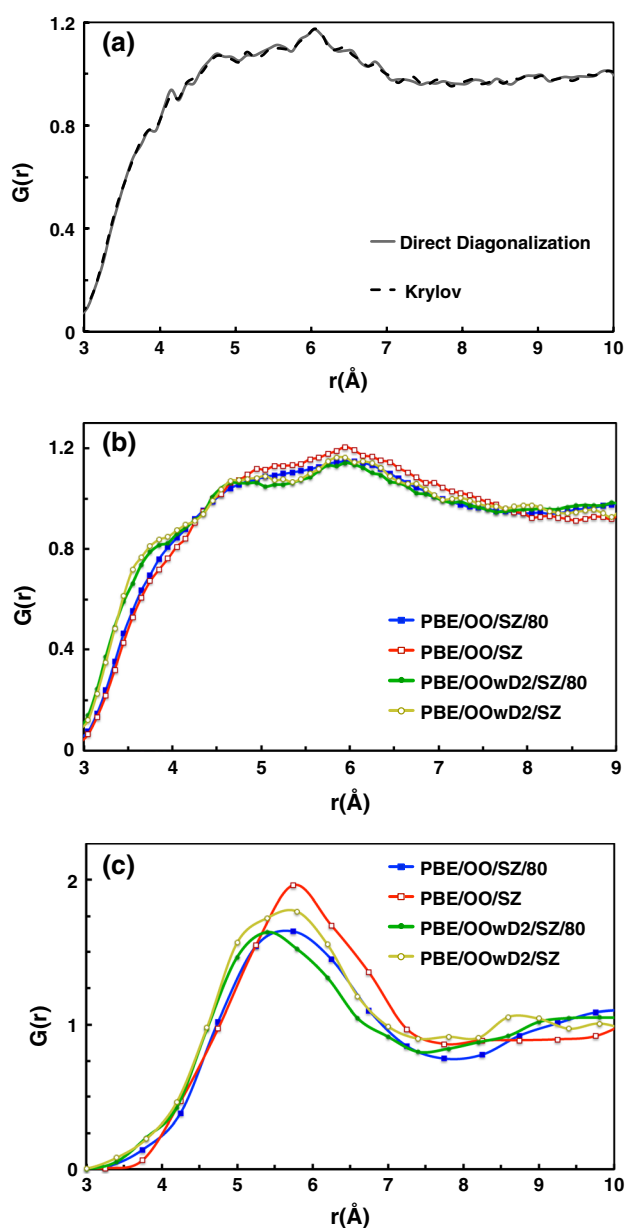 (a)
1.2
0.8
0.4
0
G(r)
Direct Diagonalization
Krylov
3 4 5 6 7 8 9 10
r(Å)
(b)
1.2
0.8
0.4
0
G(r)
PBE/OO/SZ/80
PBE/OO/SZ
PBE/OOwD2/SZ/80
PBE/OOwD2/SZ
3 4 5 6 7 8 9
r(Å)
(c)
2
1
0
G(r)
PBE/OO/SZ/80
PBE/OO/SZ
PBE/OOwD2/SZ/80
PBE/OOwD2/SZ
3 4 5 6 7 8 9 10
r(Å)